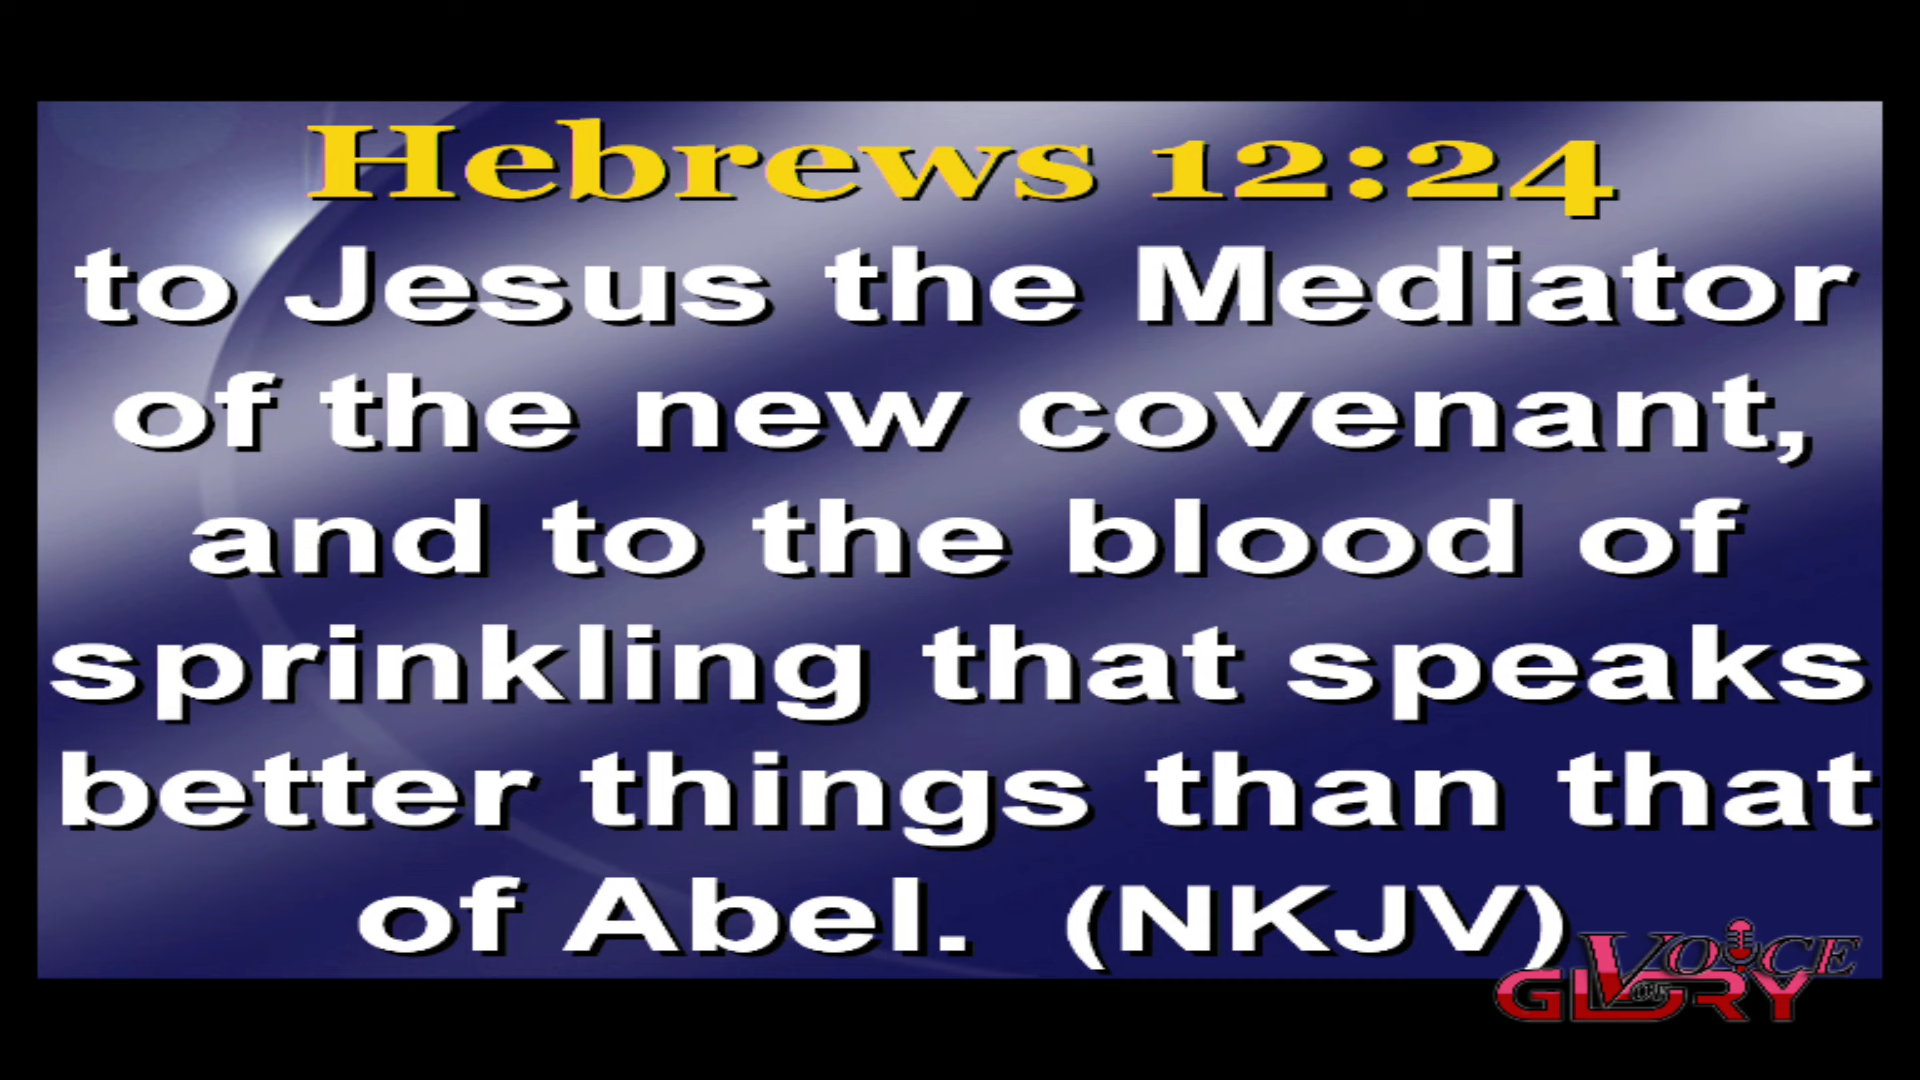 Hebrews 12:24
to Jesus the Mediator
of the new covenant,
and to the blood of
sprinkling that speaks
better things than that
of Abel. (NKJV)
VOICE
OF
GLORY